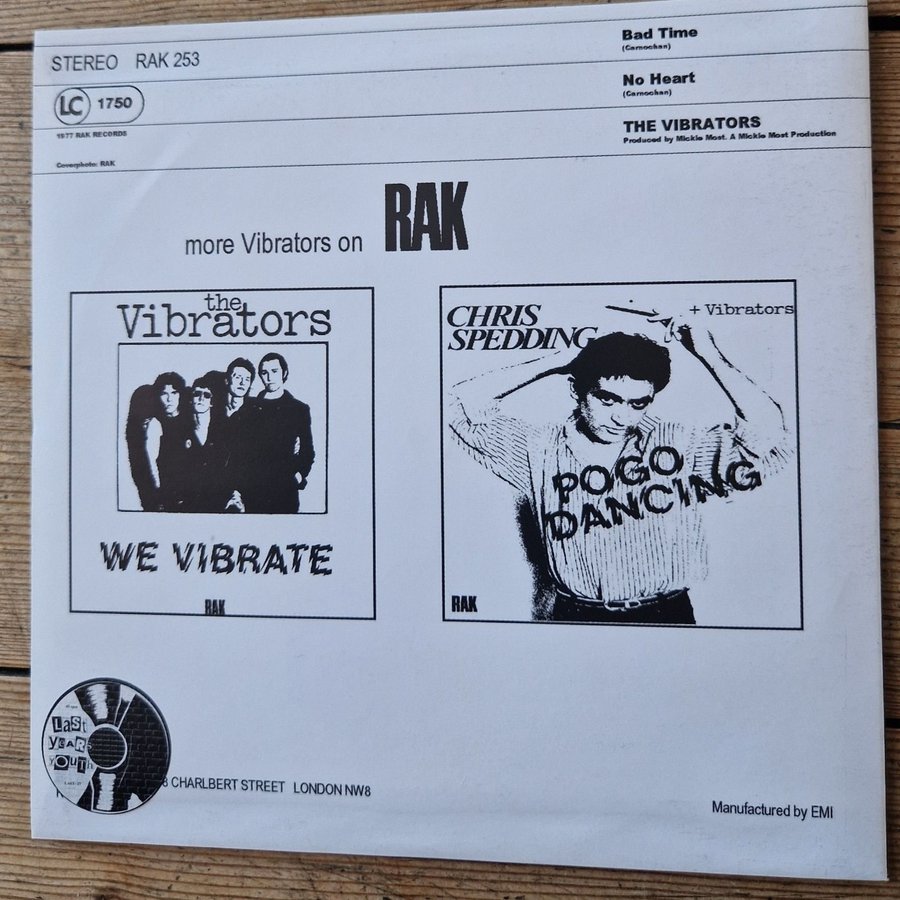 STEREO RAK 253
LC 1750
1977 RAK RECORDS
Coverphoto: RAK
Bad Time
(Carnochan)
No Heart
(Carnochan)
THE VIBRATORS
Produced by Mickie Most. A Mickie Most Production
more Vibrators on RAK
the
Vibrators
WE VIBRATE
RAK
CHRIS
SPEDDING
+ Vibrators
POGO
DANCING
RAK
Last
YEARS
YOUTH
CHARLBERT STREET LONDON NW8
Manufactured by EMI